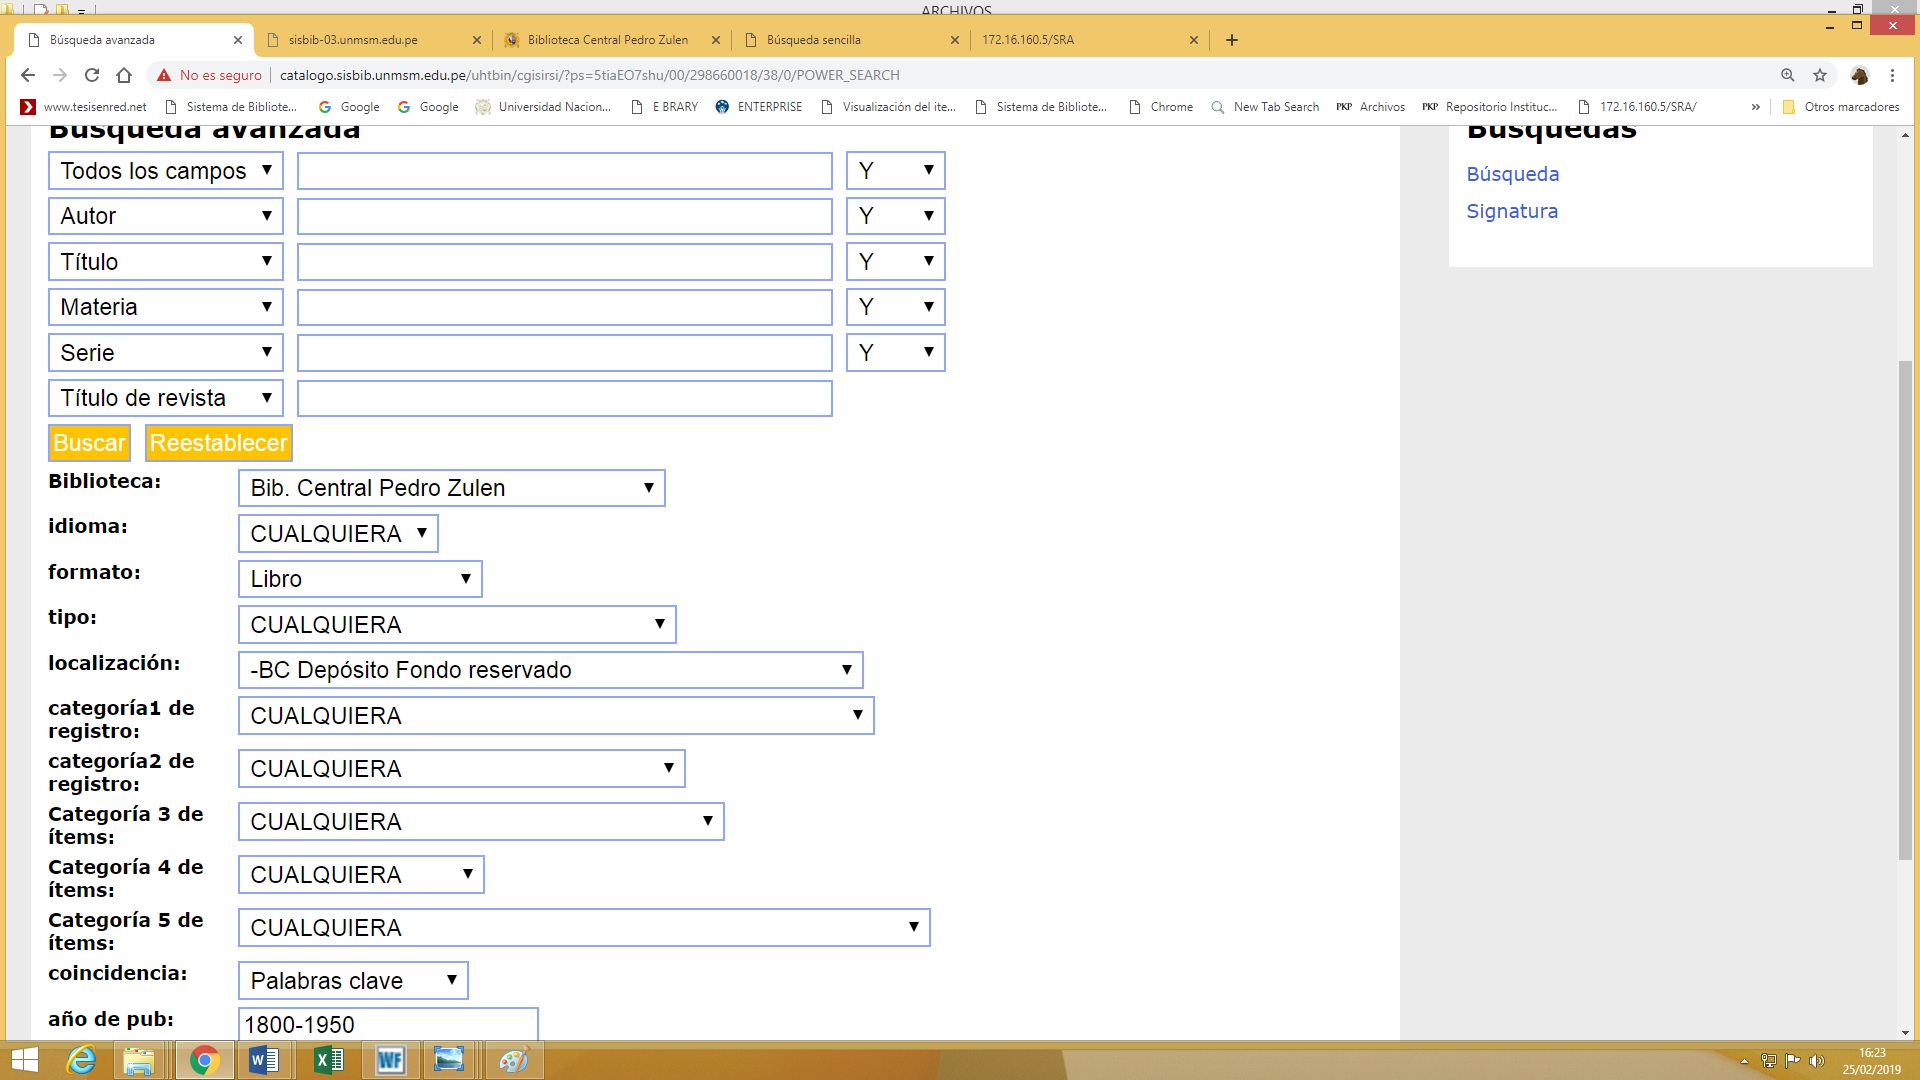 ARCHIVOS
Búsqueda avanzada
sisbib-03.unmsm.edu.pe
Biblioteca Central Pedro Zulen
Búsqueda sencilla
172.16.160.5/SRA
No es seguro
catalogo.sisbib.unmsm.edu.pe/uhtbin/cgisirsi/?ps=5tiaEO7shu/00/298660018/38/0/POWER_SEARCH
www.tesisenred.net
Sistema de Bibliote...
Google
Google
Universidad Nacion...
E BRARY
ENTERPRISE
Visualización del ite...
Sistema de Bibliote...
Chrome
New Tab Search
PKP Archivos
PKP Repositorio Instituc...
172.16.160.5/SRA/
»
Otros marcadores
Búsqueda avanzada
Todos los campos Y
Autor Y
Título Y
Materia Y
Serie Y
Título de revista
Buscar Reestablecer
Biblioteca: Bib. Central Pedro Zulen
idioma: CUALQUIERA
formato: Libro
tipo: CUALQUIERA
localización: -BC Depósito Fondo reservado
categoría1 de
registro: CUALQUIERA
categoría2 de
registro: CUALQUIERA
Categoría 3 de
ítems: CUALQUIERA
Categoría 4 de
ítems: CUALQUIERA
Categoría 5 de
ítems: CUALQUIERA
coincidencia: Palabras clave
año de pub: 1800-1950
Búsquedas
Búsqueda
Signatura
WF
16:23
25/02/2019